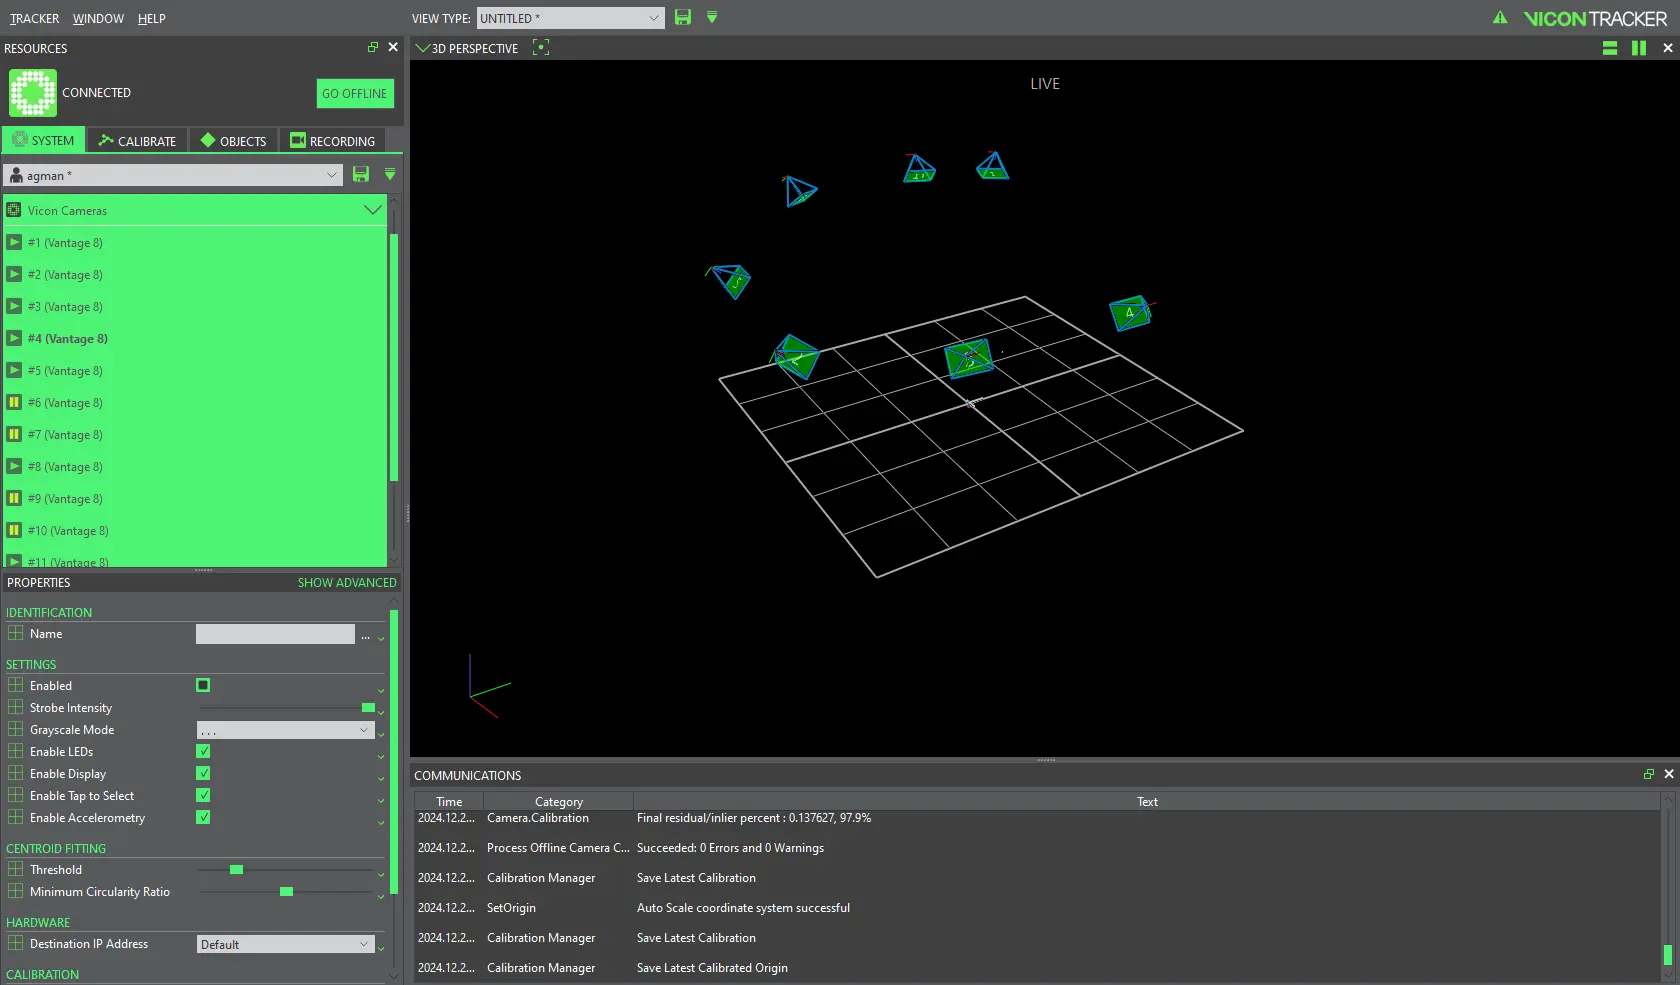 TRACKER WINDOW HELP
VIEW TYPE: UNTITLED *
VICON TRACKER
RESOURCES
3D PERSPECTIVE
CONNECTED
GO OFFLINE
LIVE
SYSTEM CALIBRATE OBJECTS RECORDING
agman *
Vicon Cameras
#1 (Vantage 8)
#2 (Vantage 8)
#3 (Vantage 8)
#4 (Vantage 8)
#5 (Vantage 8)
#6 (Vantage 8)
#7 (Vantage 8)
#8 (Vantage 8)
#9 (Vantage 8)
#10 (Vantage 8)
#11 (Vantage 8)
4
PROPERTIES SHOW ADVANCED
IDENTIFICATION
Name ...
SETTINGS
Enabled
Strobe Intensity
Grayscale Mode ...
Enable LEDs
Enable Display
Enable Tap to Select
Enable Accelerometry
CENTROID FITTING
Threshold
Minimum Circularity Ratio
HARDWARE
Destination IP Address Default
CALIBRATION
COMMUNICATIONS
Time Category Text
2024.12.2... Camera.Calibration Final residual/inlier percent : 0.137627, 97.9%
2024.12.2... Process Offline Camera C... Succeeded: 0 Errors and 0 Warnings
2024.12.2... Calibration Manager Save Latest Calibration
2024.12.2... SetOrigin Auto Scale coordinate system successful
2024.12.2... Calibration Manager Save Latest Calibration
2024.12.2... Calibration Manager Save Latest Calibrated Origin